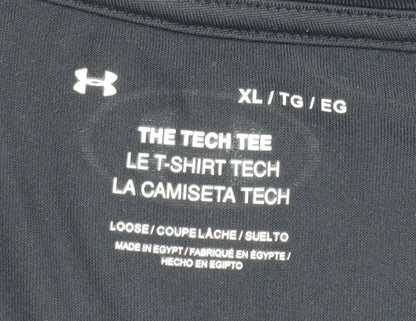 XL / TG / EG
THE TECH TEE
LE T-SHIRT TECH
LA CAMISETA TECH
LOOSE / COUPE LÂCHE / SUELTO
MADE IN EGYPT / FABRIQUÉ EN ÉGYPTE /
HECHO EN EGIPTO